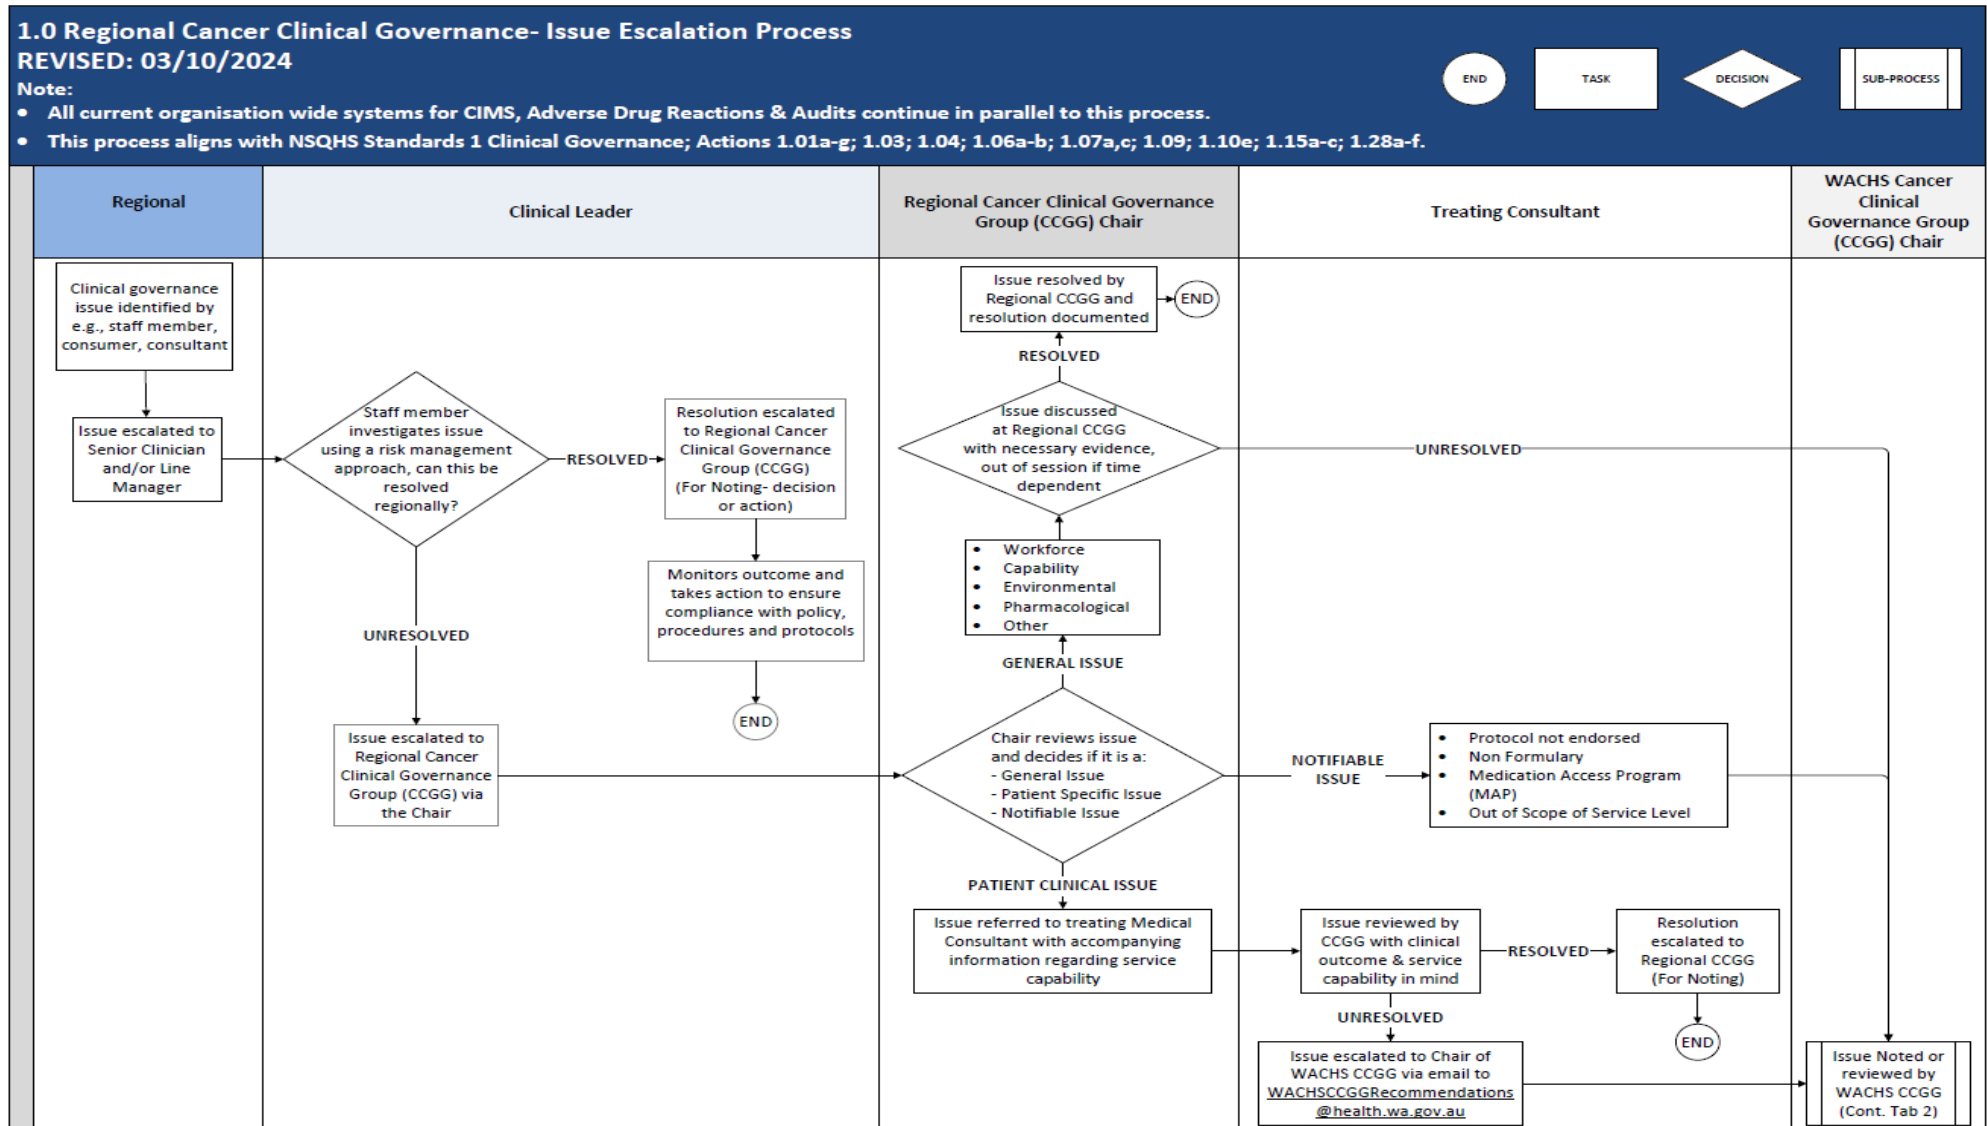 1.0 Regional Cancer Clinical Governance- Issue Escalation Process
REVISED: 03/10/2024
Note:
• All current organisation wide systems for CIMS, Adverse Drug Reactions & Audits continue in parallel to this process.
• This process aligns with NSQHS Standards 1 Clinical Governance; Actions 1.01a-g; 1.03; 1.04; 1.06a-b; 1.07a,c; 1.09; 1.10e; 1.15a-c; 1.28a-f.
END
TASK
DECISION
SUB-PROCESS
Regional
Clinical Leader
Regional Cancer Clinical Governance
Group (CCGG) Chair
Treating Consultant
WACHS Cancer
Clinical
Governance Group
(CCGG) Chair
Clinical governance
issue identified by
e.g., staff member,
consumer, consultant
Issue escalated to
Senior Clinician
and/or Line
Manager
Staff member
investigates issue
using a risk management
approach, can this be
resolved
regionally?
RESOLVED
Resolution escalated
to Regional Cancer
Clinical Governance
Group (CCGG)
(For Noting- decision
or action)
Monitors outcome and
takes action to ensure
compliance with policy,
procedures and protocols
END
UNRESOLVED
Issue escalated to
Regional Cancer
Clinical Governance
Group (CCGG) via
the Chair
Issue resolved by
Regional CCGG and
resolution documented
END
RESOLVED
Issue discussed
at Regional CCGG
with necessary evidence,
out of session if time
dependent
UNRESOLVED
• Workforce
• Capability
• Environmental
• Pharmacological
• Other
GENERAL ISSUE
Chair reviews issue
and decides if it is a:
- General Issue
- Patient Specific Issue
- Notifiable Issue
NOTIFIABLE
ISSUE
• Protocol not endorsed
• Non Formulary
• Medication Access Program
(MAP)
• Out of Scope of Service Level
PATIENT CLINICAL ISSUE
Issue referred to treating Medical
Consultant with accompanying
information regarding service
capability
Issue reviewed by
CCGG with clinical
outcome & service
capability in mind
RESOLVED
Resolution
escalated to
Regional CCGG
(For Noting)
END
UNRESOLVED
Issue escalated to Chair of
WACHS CCGG via email to
WACHSCCGGRecommendations
@health.wa.gov.au
Issue Noted or
reviewed by
WACHS CCGG
(Cont. Tab 2)